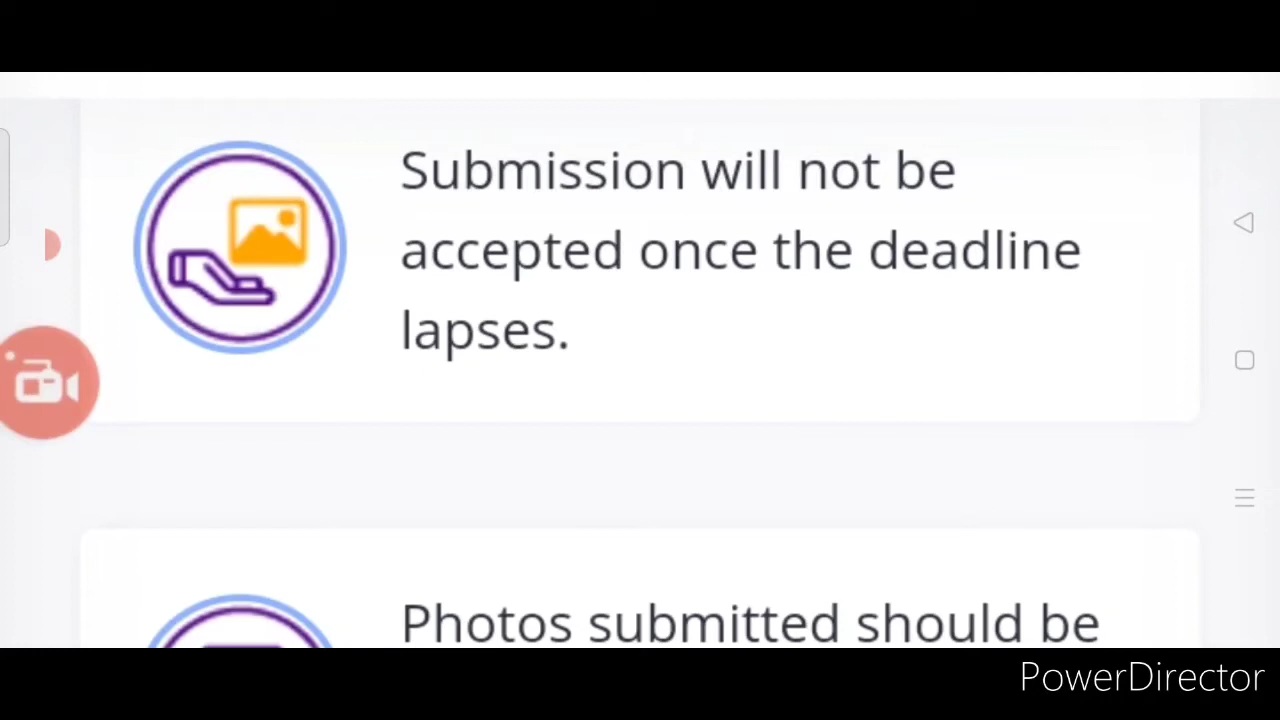 Submission will not be
accepted once the deadline
lapses.
Photos submitted should be
PowerDirector